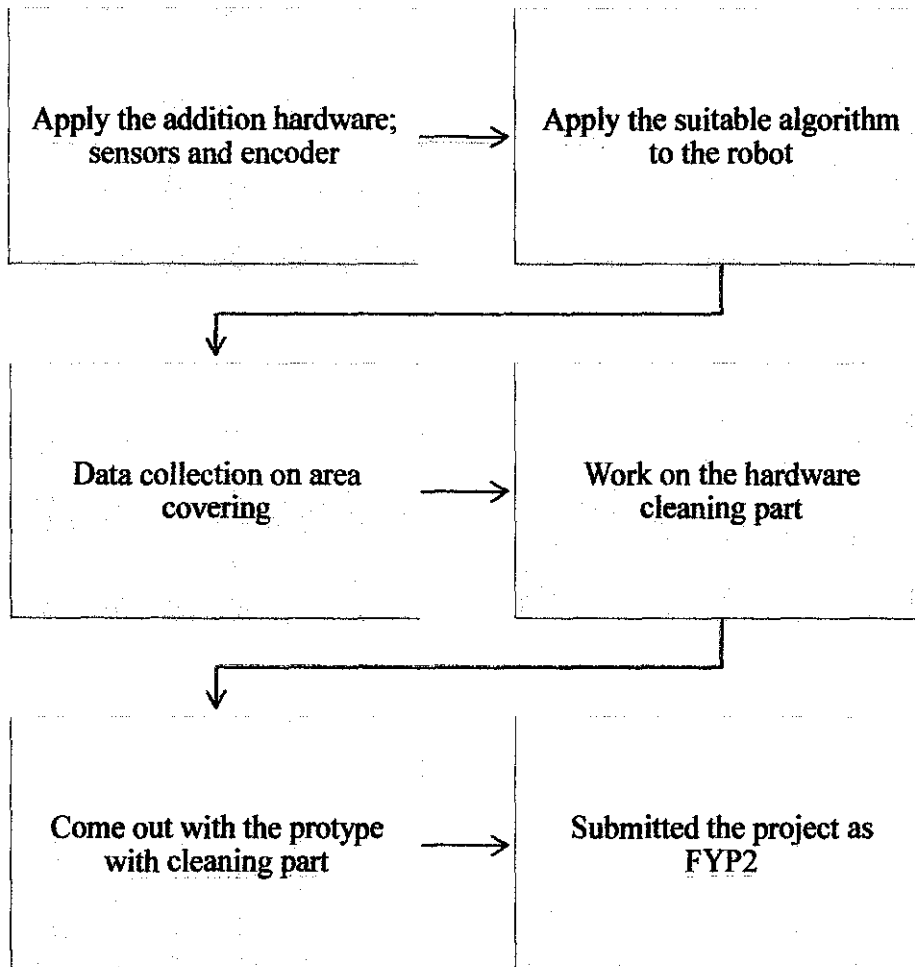 Apply the addition hardware;
sensors and encoder
Apply the suitable algorithm
to the robot
Data collection on area
covering
Work on the hardware
cleaning part
Come out with the protype
with cleaning part
Submitted the project as
FYP2